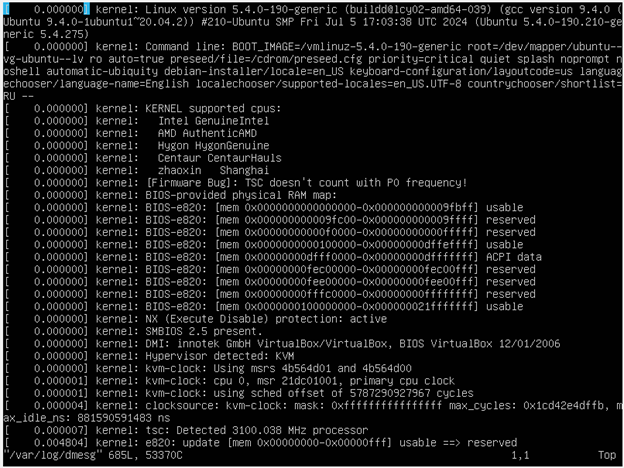 [    0.000000] kernel: Linux version 5.4.0-190-generic (buildd@lcy02-amd64-039) (gcc version 9.4.0 (
Ubuntu 9.4.0-1ubuntu1~20.04.2)) #210-Ubuntu SMP Fri Jul 5 17:03:38 UTC 2024 (Ubuntu 5.4.0-190.210-ge
neric 5.4.275)
[    0.000000] kernel: Command line: BOOT_IMAGE=/vmlinuz-5.4.0-190-generic root=/dev/mapper/ubuntu--
vg-ubuntu--lv ro auto=true preseed/file=/cdrom/preseed.cfg priority=critical quiet splash noprompt n
oshell automatic-ubiquity debian-installer/locale=en_US keyboard-configuration/layoutcode=us languag
echooser/language-name=English localechooser/supported-locales=en_US.UTF-8 countrychooser/shortlist=
RU --
[    0.000000] kernel: KERNEL supported cpus:
[    0.000000] kernel:   Intel GenuineIntel
[    0.000000] kernel:   AMD AuthenticAMD
[    0.000000] kernel:   Hygon HygonGenuine
[    0.000000] kernel:   Centaur CentaurHauls
[    0.000000] kernel:   zhaoxin   Shanghai
[    0.000000] kernel: [Firmware Bug]: TSC doesn't count with P0 frequency!
[    0.000000] kernel: BIOS-provided physical RAM map:
[    0.000000] kernel: BIOS-e820: [mem 0x0000000000000000-0x000000000009fbff] usable
[    0.000000] kernel: BIOS-e820: [mem 0x000000000009fc00-0x000000000009ffff] reserved
[    0.000000] kernel: BIOS-e820: [mem 0x00000000000f0000-0x00000000000fffff] reserved
[    0.000000] kernel: BIOS-e820: [mem 0x0000000000100000-0x00000000dffeffff] usable
[    0.000000] kernel: BIOS-e820: [mem 0x00000000dfff0000-0x00000000dfffffff] ACPI data
[    0.000000] kernel: BIOS-e820: [mem 0x00000000fec00000-0x00000000fec00fff] reserved
[    0.000000] kernel: BIOS-e820: [mem 0x00000000fee00000-0x00000000fee00fff] reserved
[    0.000000] kernel: BIOS-e820: [mem 0x00000000fffc0000-0x00000000ffffffff] reserved
[    0.000000] kernel: BIOS-e820: [mem 0x0000000100000000-0x000000021fffffff] usable
[    0.000000] kernel: NX (Execute Disable) protection: active
[    0.000000] kernel: SMBIOS 2.5 present.
[    0.000000] kernel: DMI: innotek GmbH VirtualBox/VirtualBox, BIOS VirtualBox 12/01/2006
[    0.000000] kernel: Hypervisor detected: KVM
[    0.000000] kernel: kvm-clock: Using msrs 4b564d01 and 4b564d00
[    0.000001] kernel: kvm-clock: cpu 0, msr 21dc01001, primary cpu clock
[    0.000001] kernel: kvm-clock: using sched offset of 5787290927967 cycles
[    0.000004] kernel: clocksource: kvm-clock: mask: 0xffffffffffffffff max_cycles: 0x1cd42e4dffb, m
ax_idle_ns: 881590591483 ns
[    0.000007] kernel: tsc: Detected 3100.038 MHz processor
[    0.004804] kernel: e820: update [mem 0x00000000-0x00000fff] usable ==> reserved
"/var/log/dmesg" 685L, 53370C                                                     1,1           Top